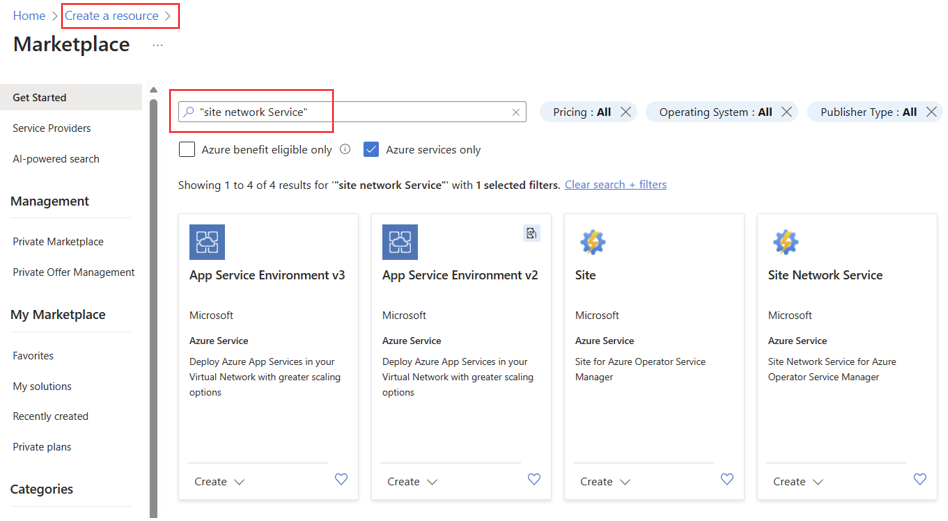 Home > Create a resource >
Marketplace ...
Get Started
Service Providers
AI-powered search
Management
Private Marketplace
Private Offer Management
My Marketplace
Favorites
My solutions
Recently created
Private plans
Categories
"site network Service"
Pricing : All
Operating System : All
Publisher Type : All
Azure benefit eligible only
Azure services only
Showing 1 to 4 of 4 results for '"site network Service"' with 1 selected filters. Clear search + filters
App Service Environment v3
Microsoft
Azure Service
Deploy Azure App Services in your
Virtual Network with greater scaling
options
Create
App Service Environment v2
Microsoft
Azure Service
Deploy Azure App Services in your
Virtual Network with greater scaling
options
Create
Site
Microsoft
Azure Service
Site for Azure Operator Service
Manager
Create
Site Network Service
Microsoft
Azure Service
Site Network Service for Azure
Operator Service Manager
Create